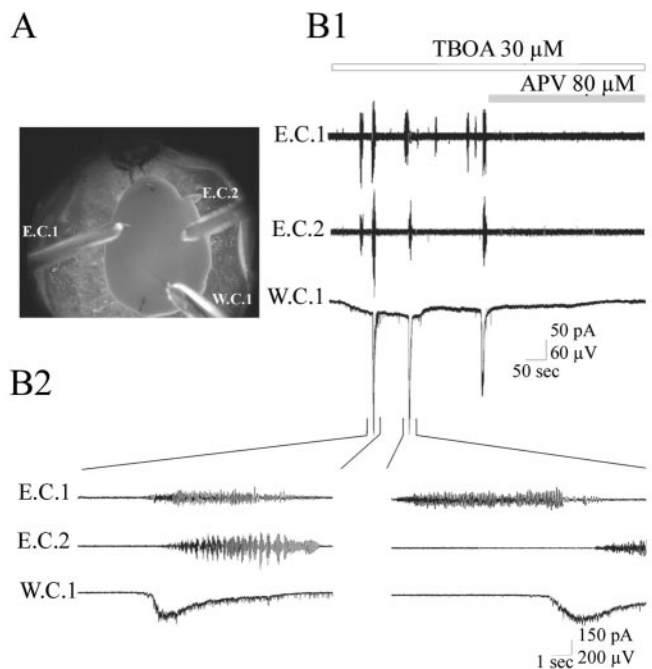 A
B1
TBOA 30 µM
APV 80 µM
E.C.1
E.C.2
W.C.1
E.C.1
E.C.2
W.C.1
50 pA
60 µV
50 sec
B2
E.C.1
E.C.2
W.C.1
150 pA
1 sec 200 µV